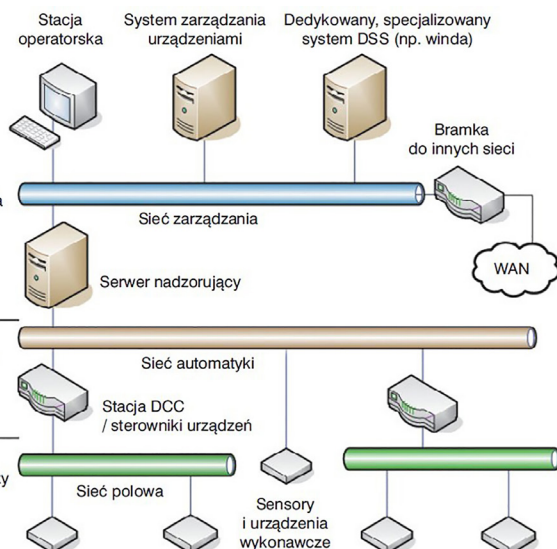 Stacja
operatorska
System zarządzania
urządzeniami
Dedykowany, specjalizowany
system DSS (np. winda)
Bramka
do innych sieci
Sieć zarządzania
WAN
Serwer nadzorujący
Sieć automatyki
Stacja DCC
/ sterowniki urządzeń
Sieć polowa
Sensory
i urządzenia
wykonawcze